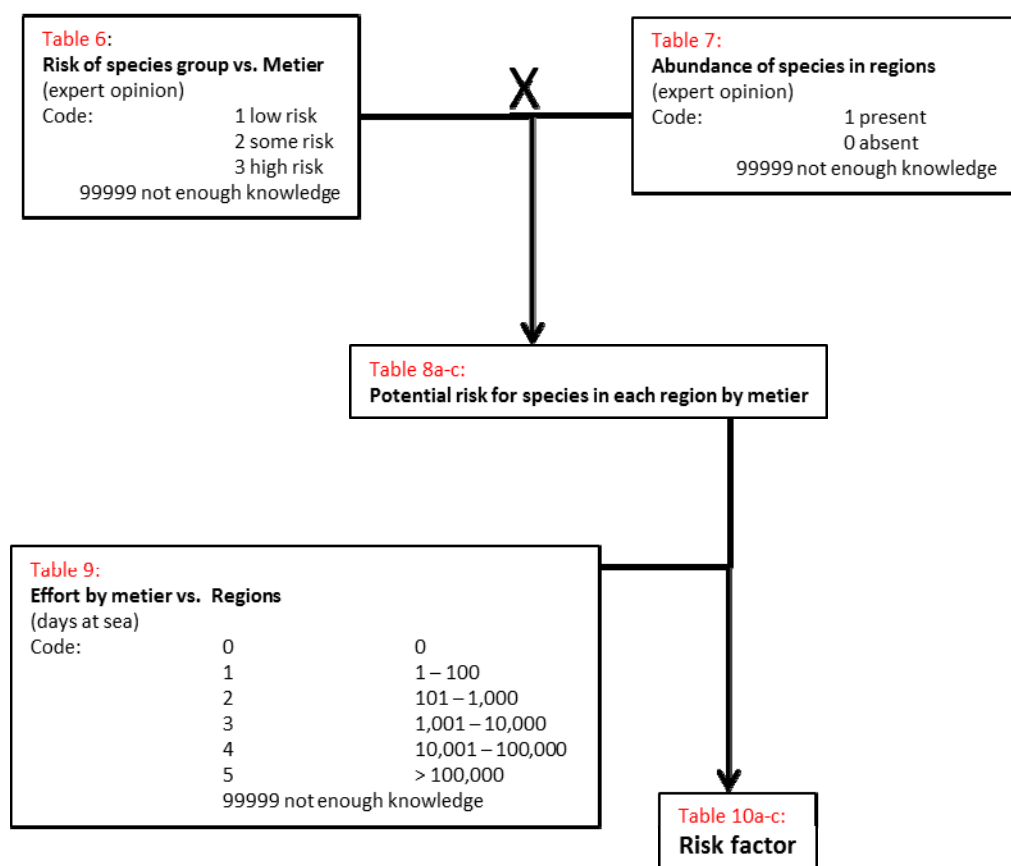 Table 6:
Risk of species group vs. Metier
(expert opinion)
Code: 1 low risk
2 some risk
3 high risk
99999 not enough knowledge
X
Table 7:
Abundance of species in regions
(expert opinion)
Code: 1 present
0 absent
99999 not enough knowledge
Table 8a-c:
Potential risk for species in each region by metier
Table 9:
Effort by metier vs. Regions
(days at sea)
Code: 0 0
1 1 – 100
2 101 – 1,000
3 1,001 – 10,000
4 10,001 – 100,000
5 > 100,000
99999 not enough knowledge
Table 10a-c:
Risk factor